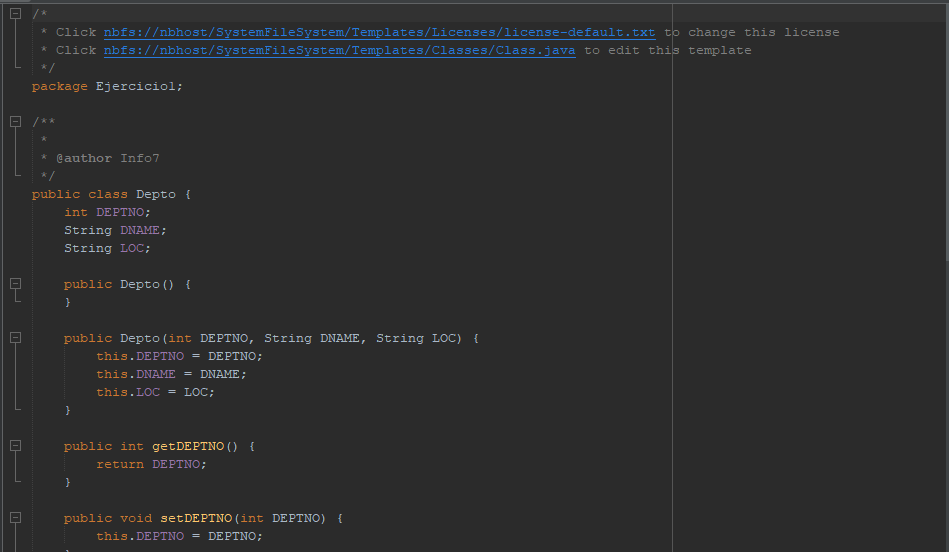 /*
 * Click nbfs://nbhost/SystemFileSystem/Templates/Licenses/license-default.txt to change this license
 * Click nbfs://nbhost/SystemFileSystem/Templates/Classes/Class.java to edit this template
 */
package Ejerciciol;
/**
 *
 * @author Info7
 */
public class Depto {
    int DEPTNO;
    String DNAME;
    String LOC;
    public Depto() {
    }
    public Depto(int DEPTNO, String DNAME, String LOC) {
        this.DEPTNO = DEPTNO;
        this.DNAME = DNAME;
        this.LOC = LOC;
    }
    public int getDEPTNO() {
        return DEPTNO;
    }
    public void setDEPTNO(int DEPTNO) {
        this.DEPTNO = DEPTNO;